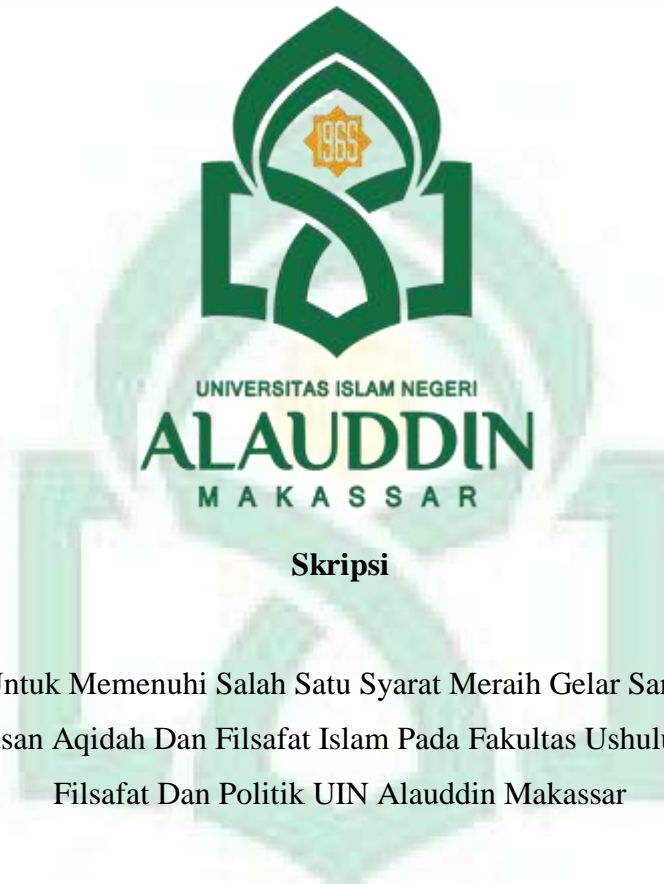 1965
UNIVERSITAS ISLAM NEGERI
ALAUDDIN
MAKASSAR
Skripsi
Untuk Memenuhi Salah Satu Syarat Meraih Gelar
Aqidah Dan Filsafat Islam Pada Fakultas
Filsafat Dan Politik UIN Alauddin Makassar